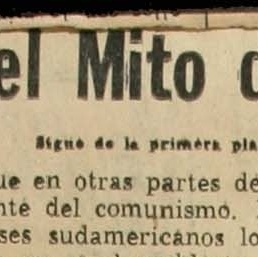 el Mito d
Sigue de la primera pla
ue en otras partes de
nte del comunismo.
ses sudamericanos lo